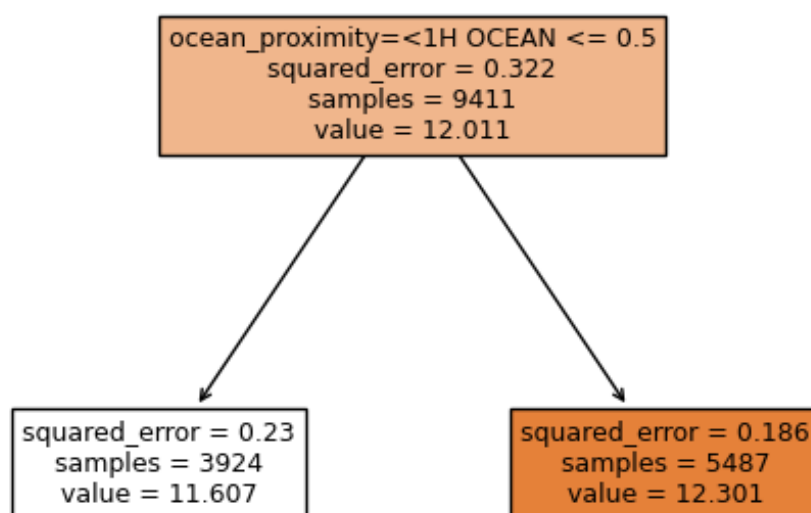 ocean_proximity=<1H OCEAN <= 0.5
squared_error = 0.322
samples = 9411
value = 12.011
squared_error = 0.23
samples = 3924
value = 11.607
squared_error = 0.186
samples = 5487
value = 12.301